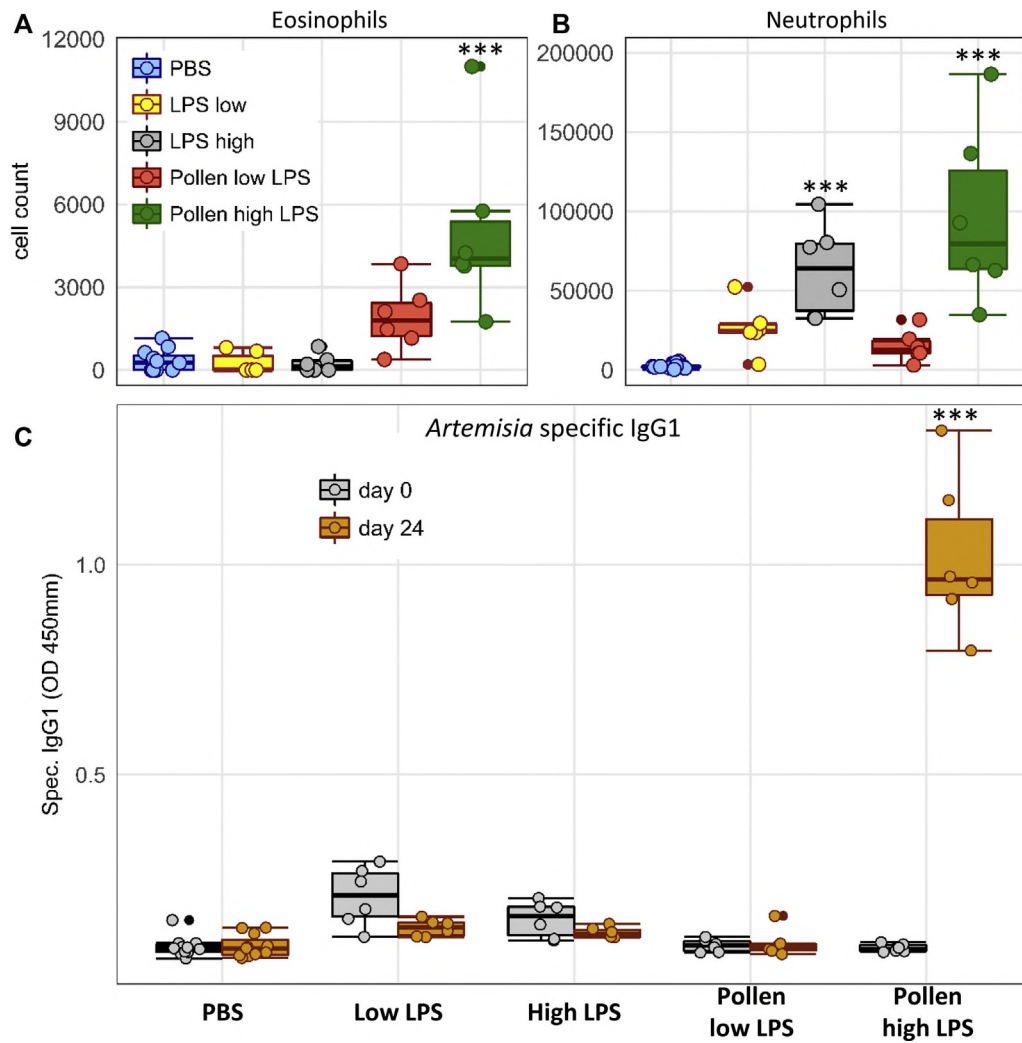 A
Eosinophils
cell count
12000
9000
6000
3000
0
***
PBS
LPS low
LPS high
Pollen low LPS
Pollen high LPS
B
Neutrophils
200000
150000
100000
50000
0
***
***
C
Artemisia specific IgG1
***
day 0
day 24
Spec. IgG1 (OD 450mm)
1.0
0.5
PBS
Low LPS
High LPS
Pollen
low LPS
Pollen
high LPS